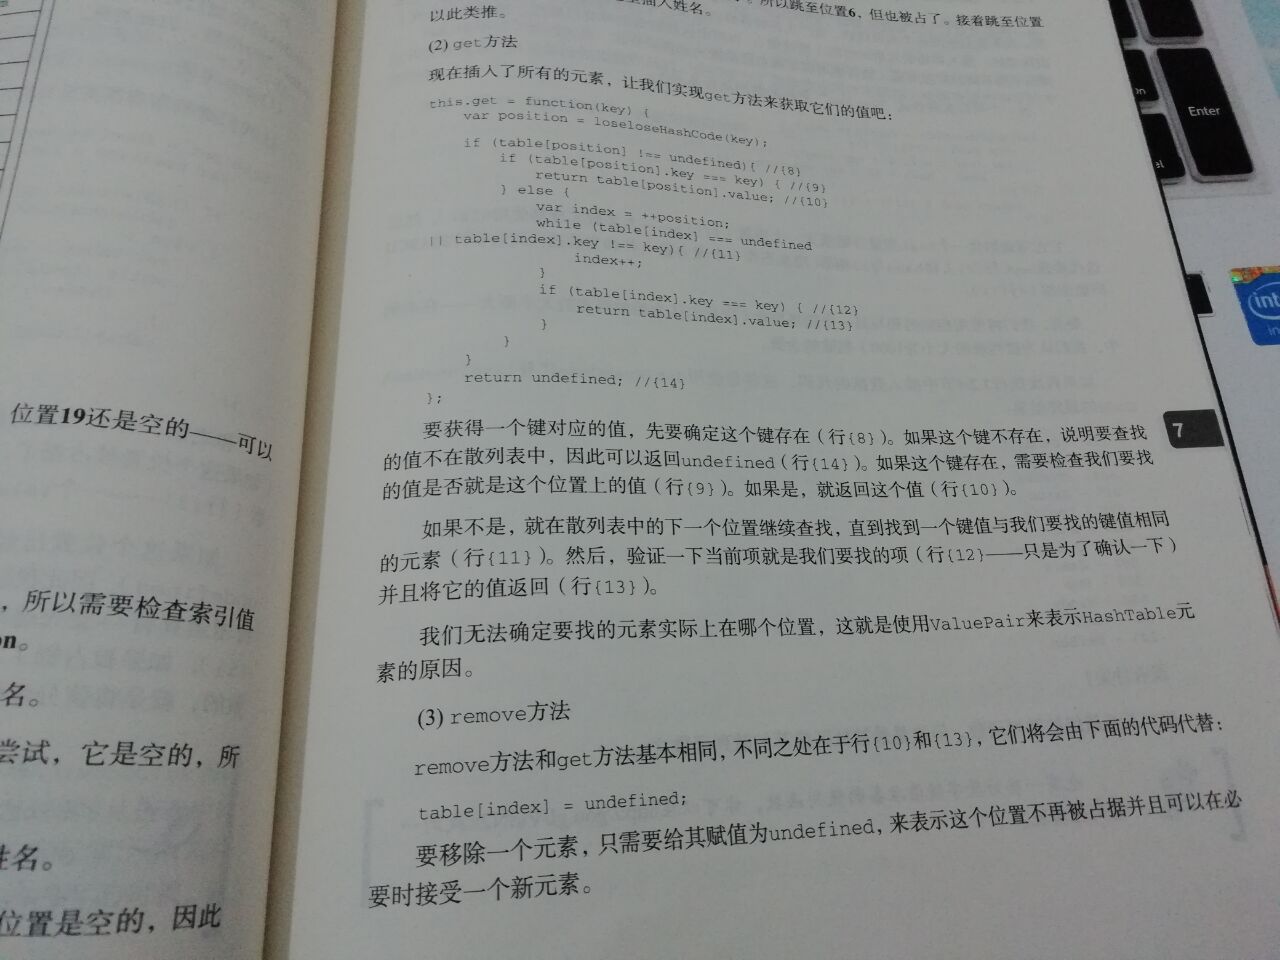 位置19还是空的——可以
，所以需要检查索引值
on。
名。
尝试，它是空的，所
姓名。
位置是空的，因此
所以跳至位置6，但也被占了。接着跳至位置
插入姓名。
以此类推。
(2) get方法
现在插入了所有的元素，让我们实现get方法来获取它们的值吧：
this.get = function(key) {
var position = loseloseHashCode(key);
if (table[position] !== undefined){ //{8}
if (table[position].key === key) { //{9}
return table[position].value; //{10}
} else {
var index = ++position;
while (table[index] === undefined
|| table[index].key !== key){ //{11}
index++;
}
if (table[index].key === key) { //{12}
return table[index].value; //{13}
}
}
}
return undefined; //{14}
};
要获得一个键对应的值，先要确定这个键存在（行{8}）。如果这个键不存在，说明要查找
的值不在散列表中，因此可以返回undefined（行{14}）。如果这个键存在，需要检查我们要找
的值是否就是这个位置上的值（行{9}）。如果是，就返回这个值（行{10}）。
如果不是，就在散列表中的下一个位置继续查找，直到找到一个键值与我们要找的键值相同
的元素（行{11}）。然后，验证一下当前项就是我们要找的项（行{12}——只是为了确认一下）
并且将它的值返回（行{13}）。
我们无法确定要找的元素实际上在哪个位置，这就是使用ValuePair来表示HashTable元
素的原因。
(3) remove方法
remove方法和get方法基本相同，不同之处在于行{10}和{13}，它们将会由下面的代码代替：
table[index] = undefined;
要移除一个元素，只需要给其赋值为undefined，来表示这个位置不再被占据并且可以在必
要时接受一个新元素。
7
Enter